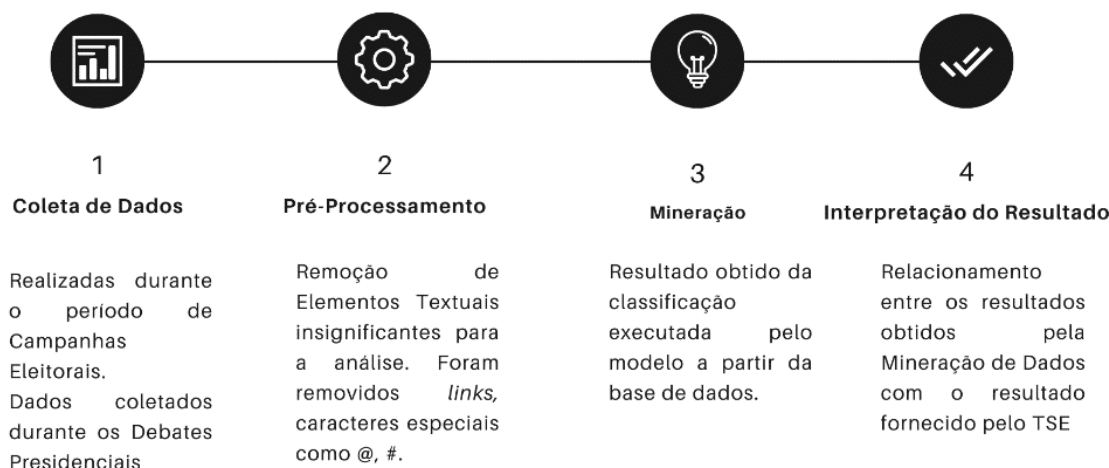 1
Coleta de Dados
Realizadas durante
o período de
Campanhas
Eleitorais.
Dados coletados
durante os Debates
Presidenciais
2
Pré-Processamento
Remoção de
Elementos Textuais
insignificantes para
a análise. Foram
removidos links,
caracteres especiais
como @, #.
3
Mineração
Resultado obtido da
classificação
executada pelo
modelo a partir da
base de dados.
4
Interpretação do Resultado
Relacionamento
entre os resultados
obtidos pela
Mineração de Dados
com o resultado
fornecido pelo TSE